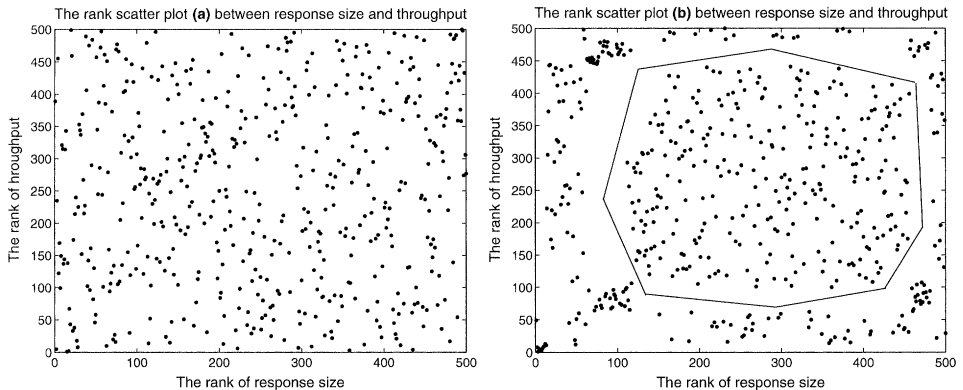 The rank scatter plot (a) between response size and throughput
500
450
400
350
300
250
200
150
100
50
0
The rank of hroughput
0 100 200 300 400 500
The rank of response size
The rank scatter plot (b) between response size and throughput
500
450
400
350
300
250
200
150
100
50
0
The rank of hroughput
0 100 200 300 400 500
The rank of response size